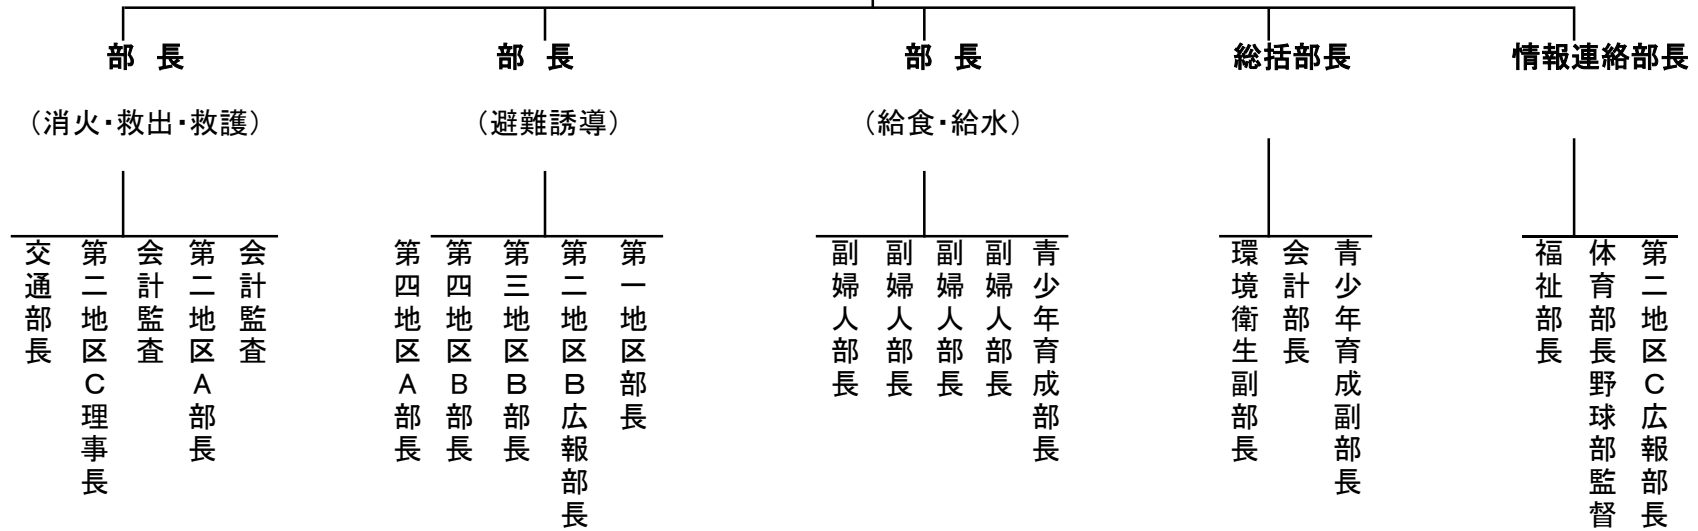 部 長
部 長
部 長
総括部長
情報連絡部長
（消火・救出・救護）
（避難誘導）
（給食・給水）
交通部長
第二地区C理事長
会計監査
第二地区A部長
会計監査
第四地区A部長
第四地区B部長
第三地区B部長
第二地区B広報部長
第一地区部長
副婦人部長
副婦人部長
副婦人部長
副婦人部長
青少年育成部長
環境衛生副部長
会計部長
青少年育成副部長
福祉部長
体育部長野球部監督
第二地区C広報部長